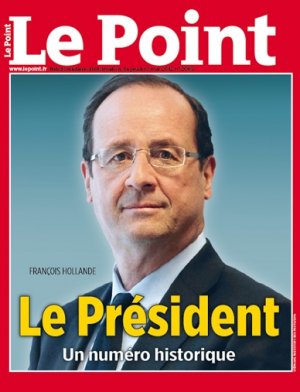 Le Point
Le Point
www.lepoint.fr
FRANÇOIS HOLLANDE
Le Président
Un numéro historique